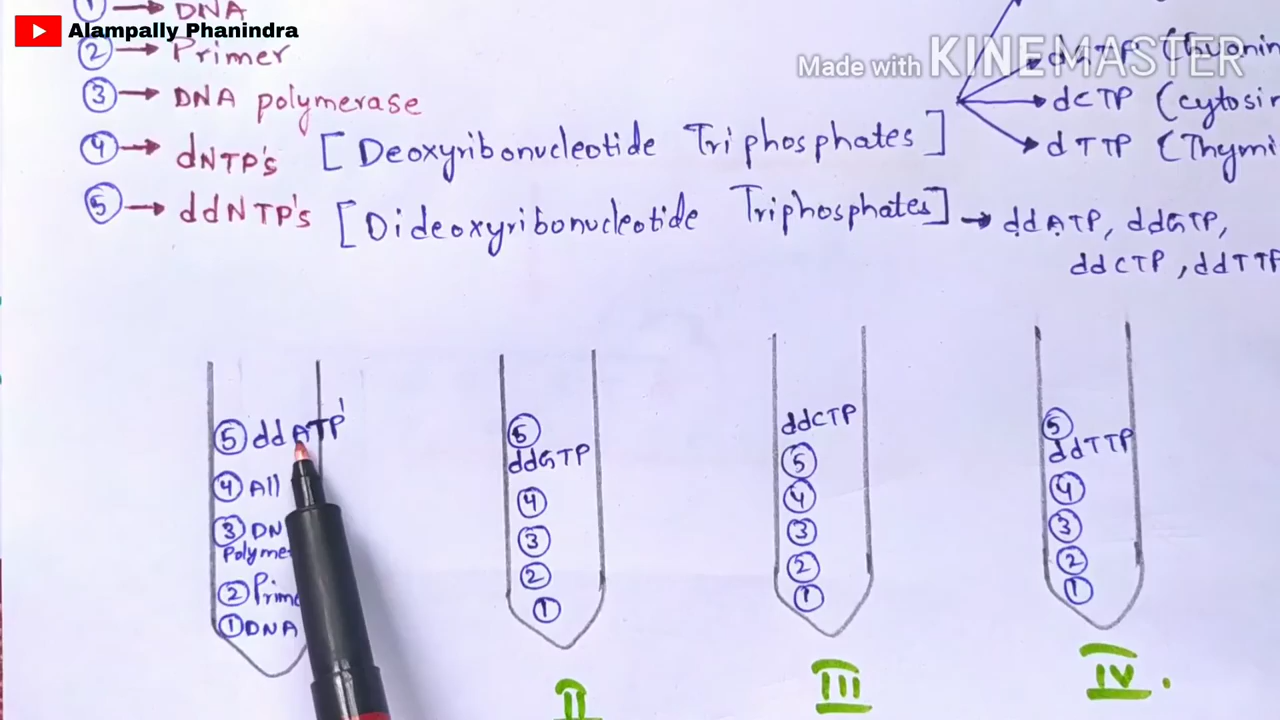 ① → DNA
Alampally Phanindra
② → Primer
Made with KINEMASTER
③ → DNA polymerase
④ → dNTP's [Deoxyribonucleotide Triphosphates]
dGTP (Guanin
→ dCTP (cytosin
→ dTTP (Thymi
⑤ → ddNTP's [Dideoxyribonucleotide Triphosphates] → ddATP, ddGTP,
ddCTP, ddTTP
⑤ ddATP'
④ All
③ DN
Polyme
② Prim
① DNA
⑤
ddGTP
④
③
②
①
II
ddCTP
⑤
④
③
②
①
III
⑤
ddTTP
④
③
②
①
IV.